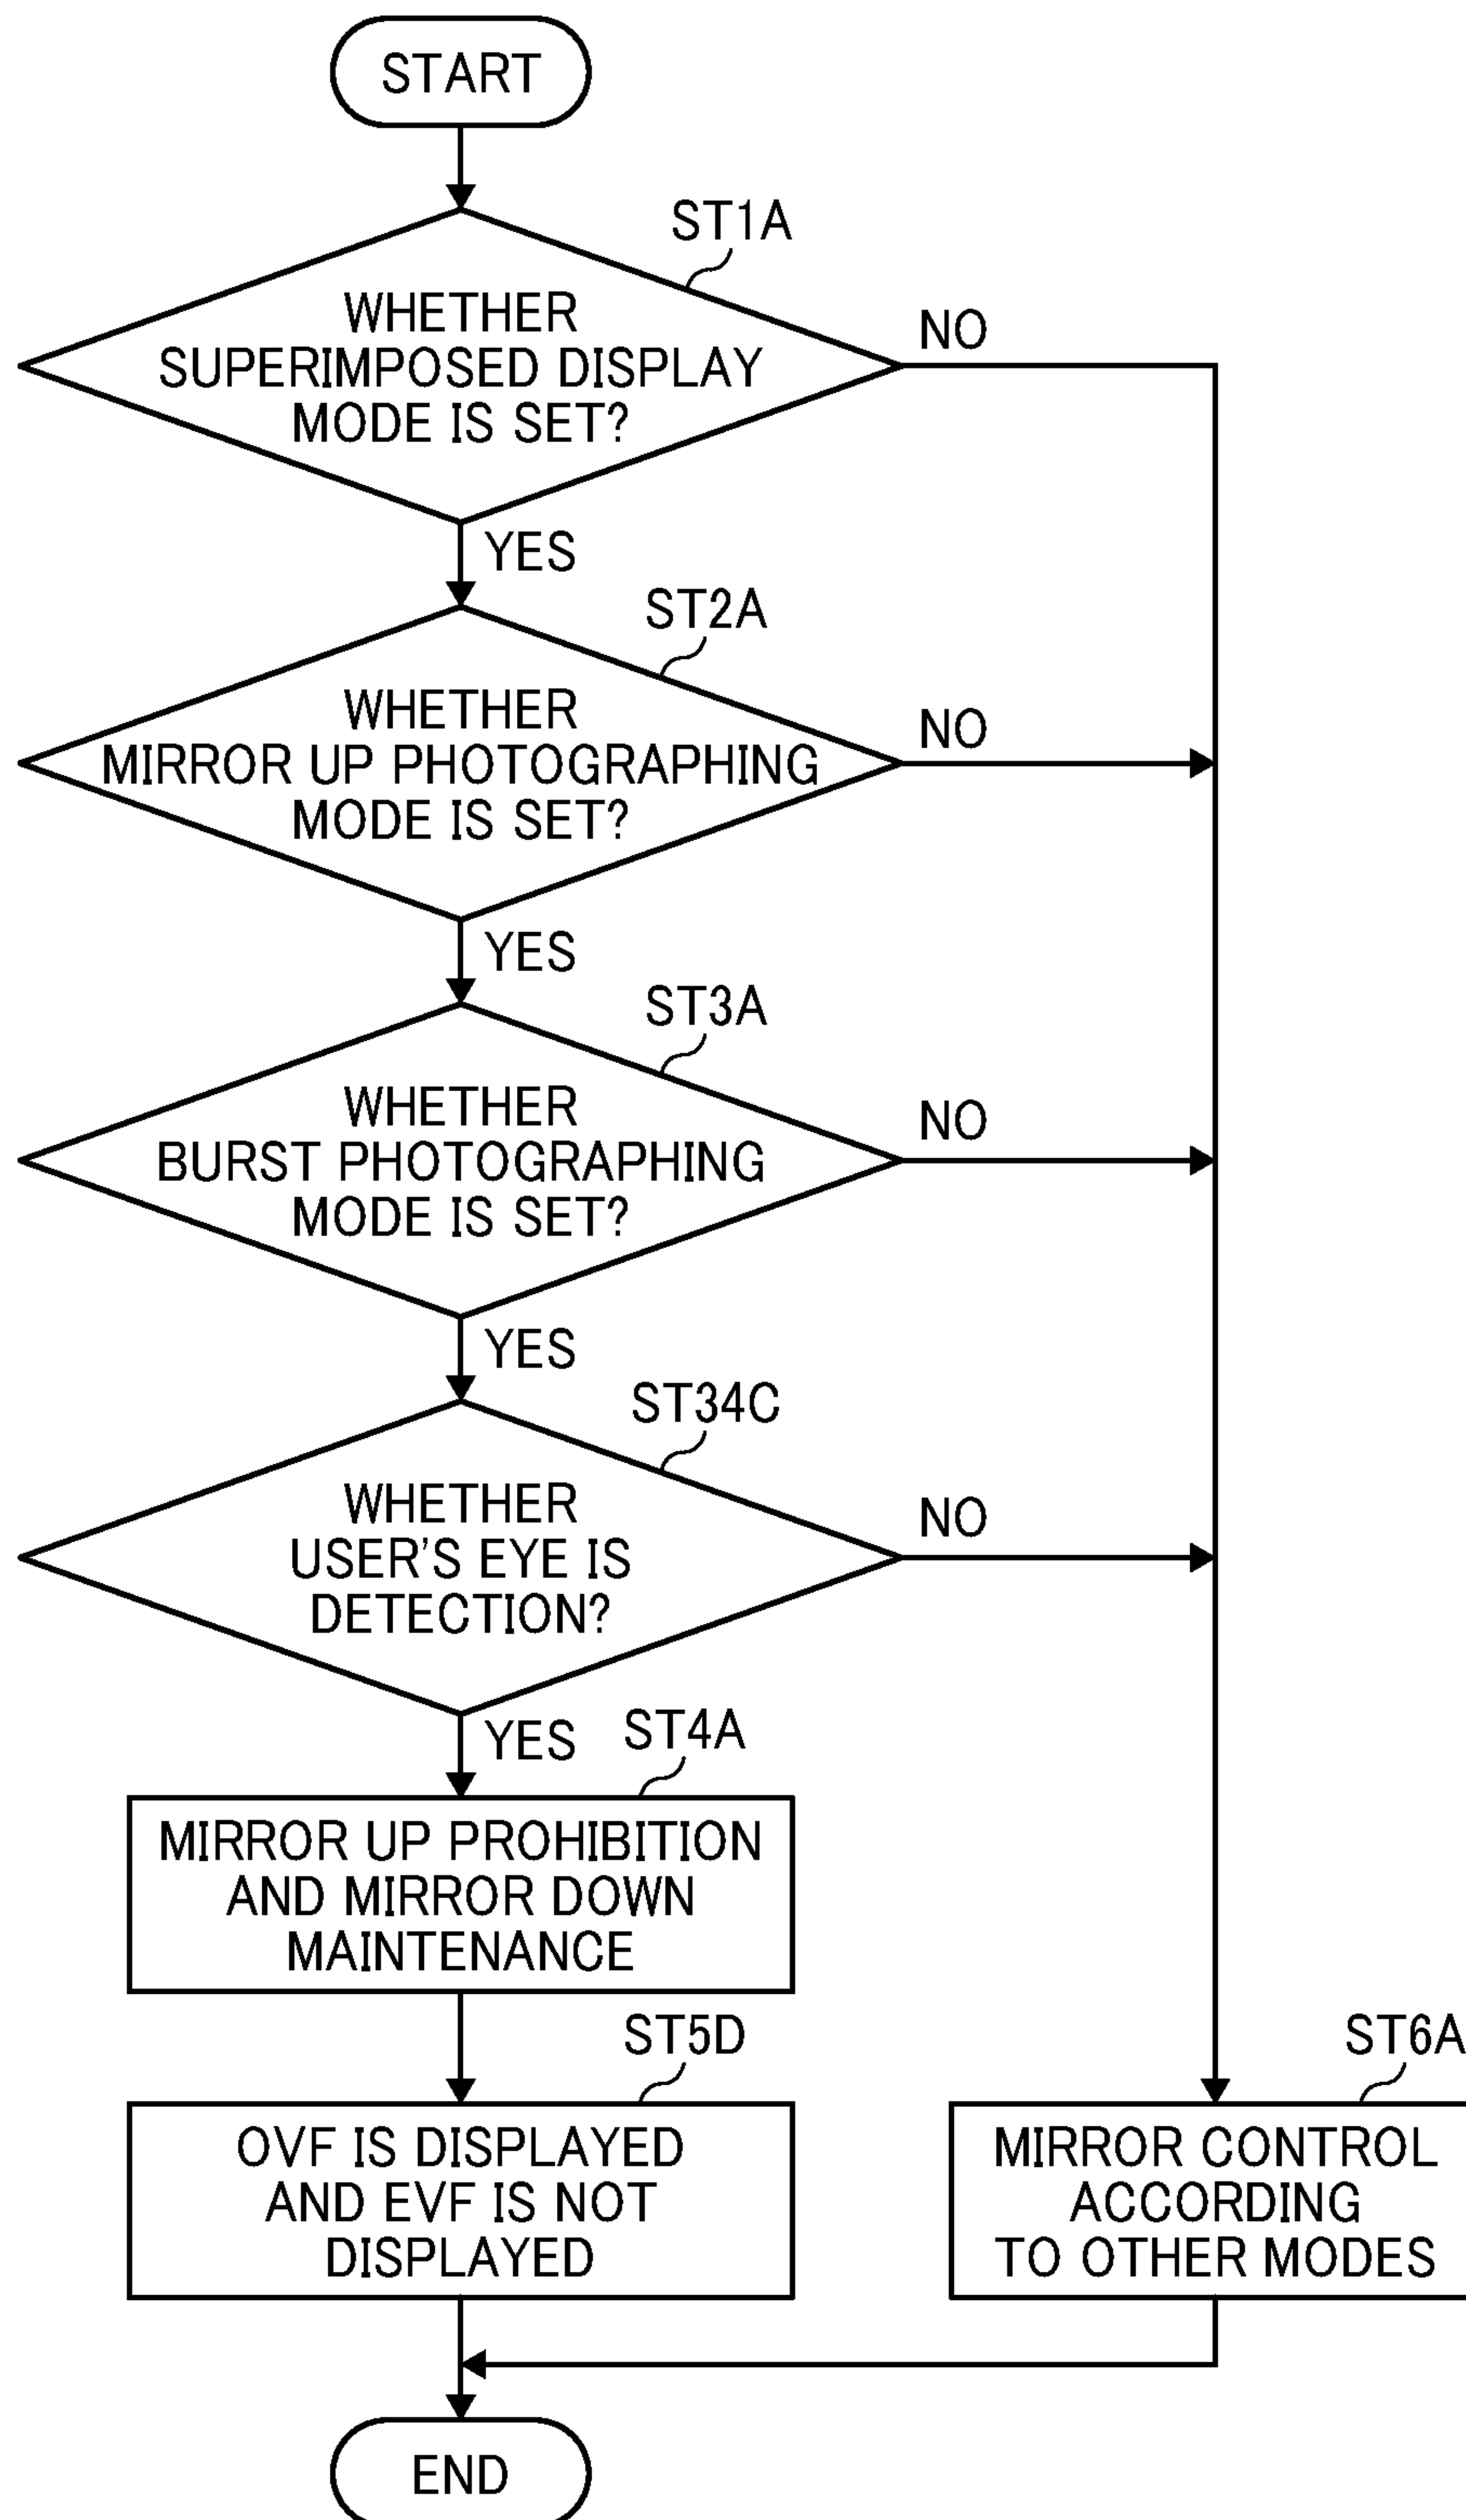 START
ST1A
WHETHER
SUPERIMPOSED DISPLAY
MODE IS SET?
NO
YES
ST2A
WHETHER
MIRROR UP PHOTOGRAPHING
MODE IS SET?
NO
YES
ST3A
WHETHER
BURST PHOTOGRAPHING
MODE IS SET?
NO
YES
ST34C
WHETHER
USER'S EYE IS
DETECTION?
NO
YES
ST4A
MIRROR UP PROHIBITION
AND MIRROR DOWN
MAINTENANCE
ST5D
OVF IS DISPLAYED
AND EVF IS NOT
DISPLAYED
ST6A
MIRROR CONTROL
ACCORDING
TO OTHER MODES
END